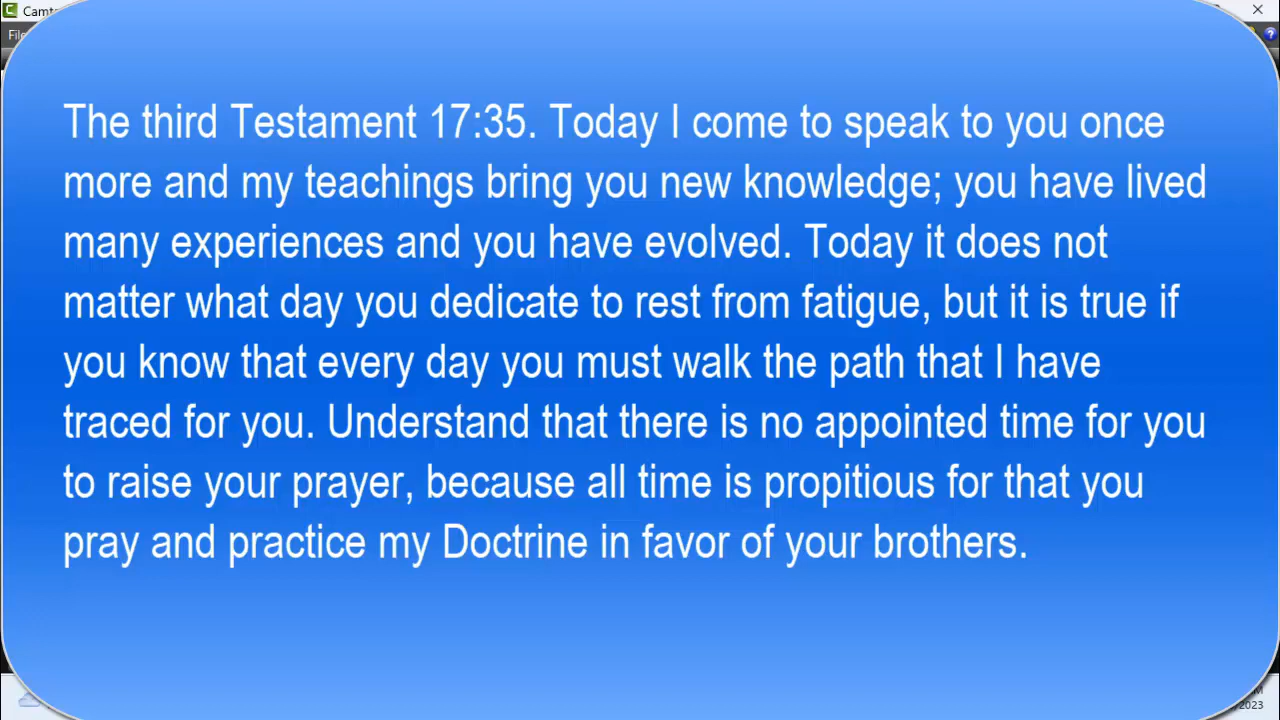 Camt
File
The third Testament 17:35. Today I come to speak to you once
more and my teachings bring you new knowledge; you have lived
many experiences and you have evolved. Today it does not
matter what day you dedicate to rest from fatigue, but it is true if
you know that every day you must walk the path that I have
traced for you. Understand that there is no appointed time for you
to raise your prayer, because all time is propitious for that you
pray and practice my Doctrine in favor of your brothers.
2023